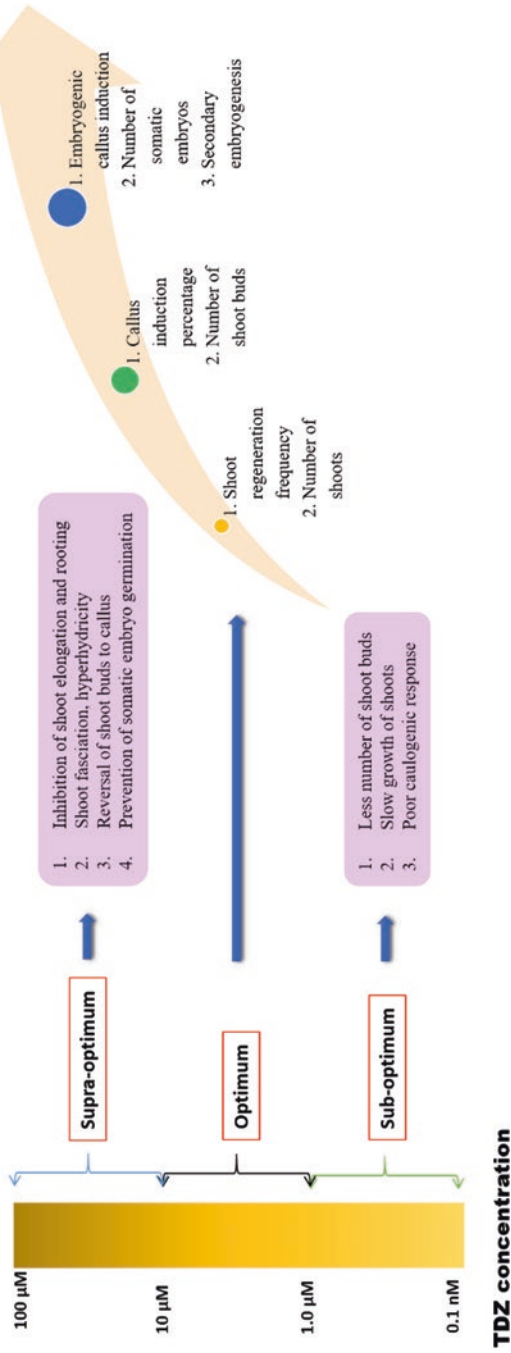 100 µM
10 µM
1.0 µM
0.1 nM
TDZ concentration
Supra-optimum
Optimum
Sub-optimum
1. Inhibition of shoot elongation and rooting
2. Shoot fasciation, hyperhydricity
3. Reversal of shoot buds to callus
4. Prevention of somatic embryo germination
1. Less number of shoot buds
2. Slow growth of shoots
3. Poor caulogenic response
1. Shoot
regeneration
frequency
2. Number of
shoots
1. Callus
induction
percentage
2. Number of
shoot buds
1. Embryogenic
callus induction
2. Number of
somatic
embryos
3. Secondary
embryogenesis